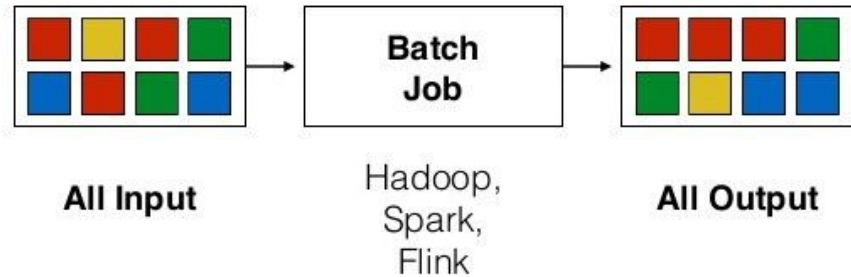 Batch
Job
All Input
Hadoop,
Spark,
Flink
All Output